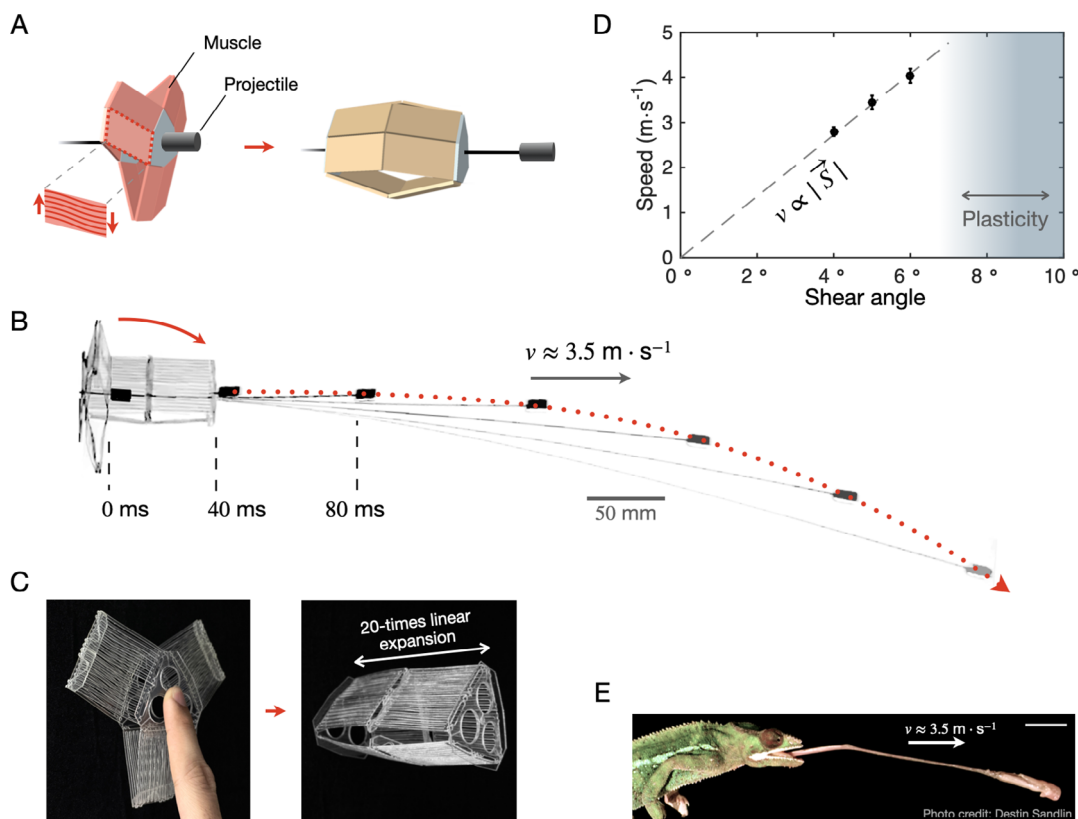 A
Muscle
Projectile
D
Speed (m·s⁻¹)
5
4
3
2
1
0
v ∝ |S⃗|
Plasticity
0 °
2 °
4 °
6 °
8 °
10 °
Shear angle
B
v ≈ 3.5 m · s⁻¹
0 ms
40 ms
80 ms
50 mm
C
20-times linear
expansion
E
v ≈ 3.5 m · s⁻¹
Photo credit: Destin Sandlin